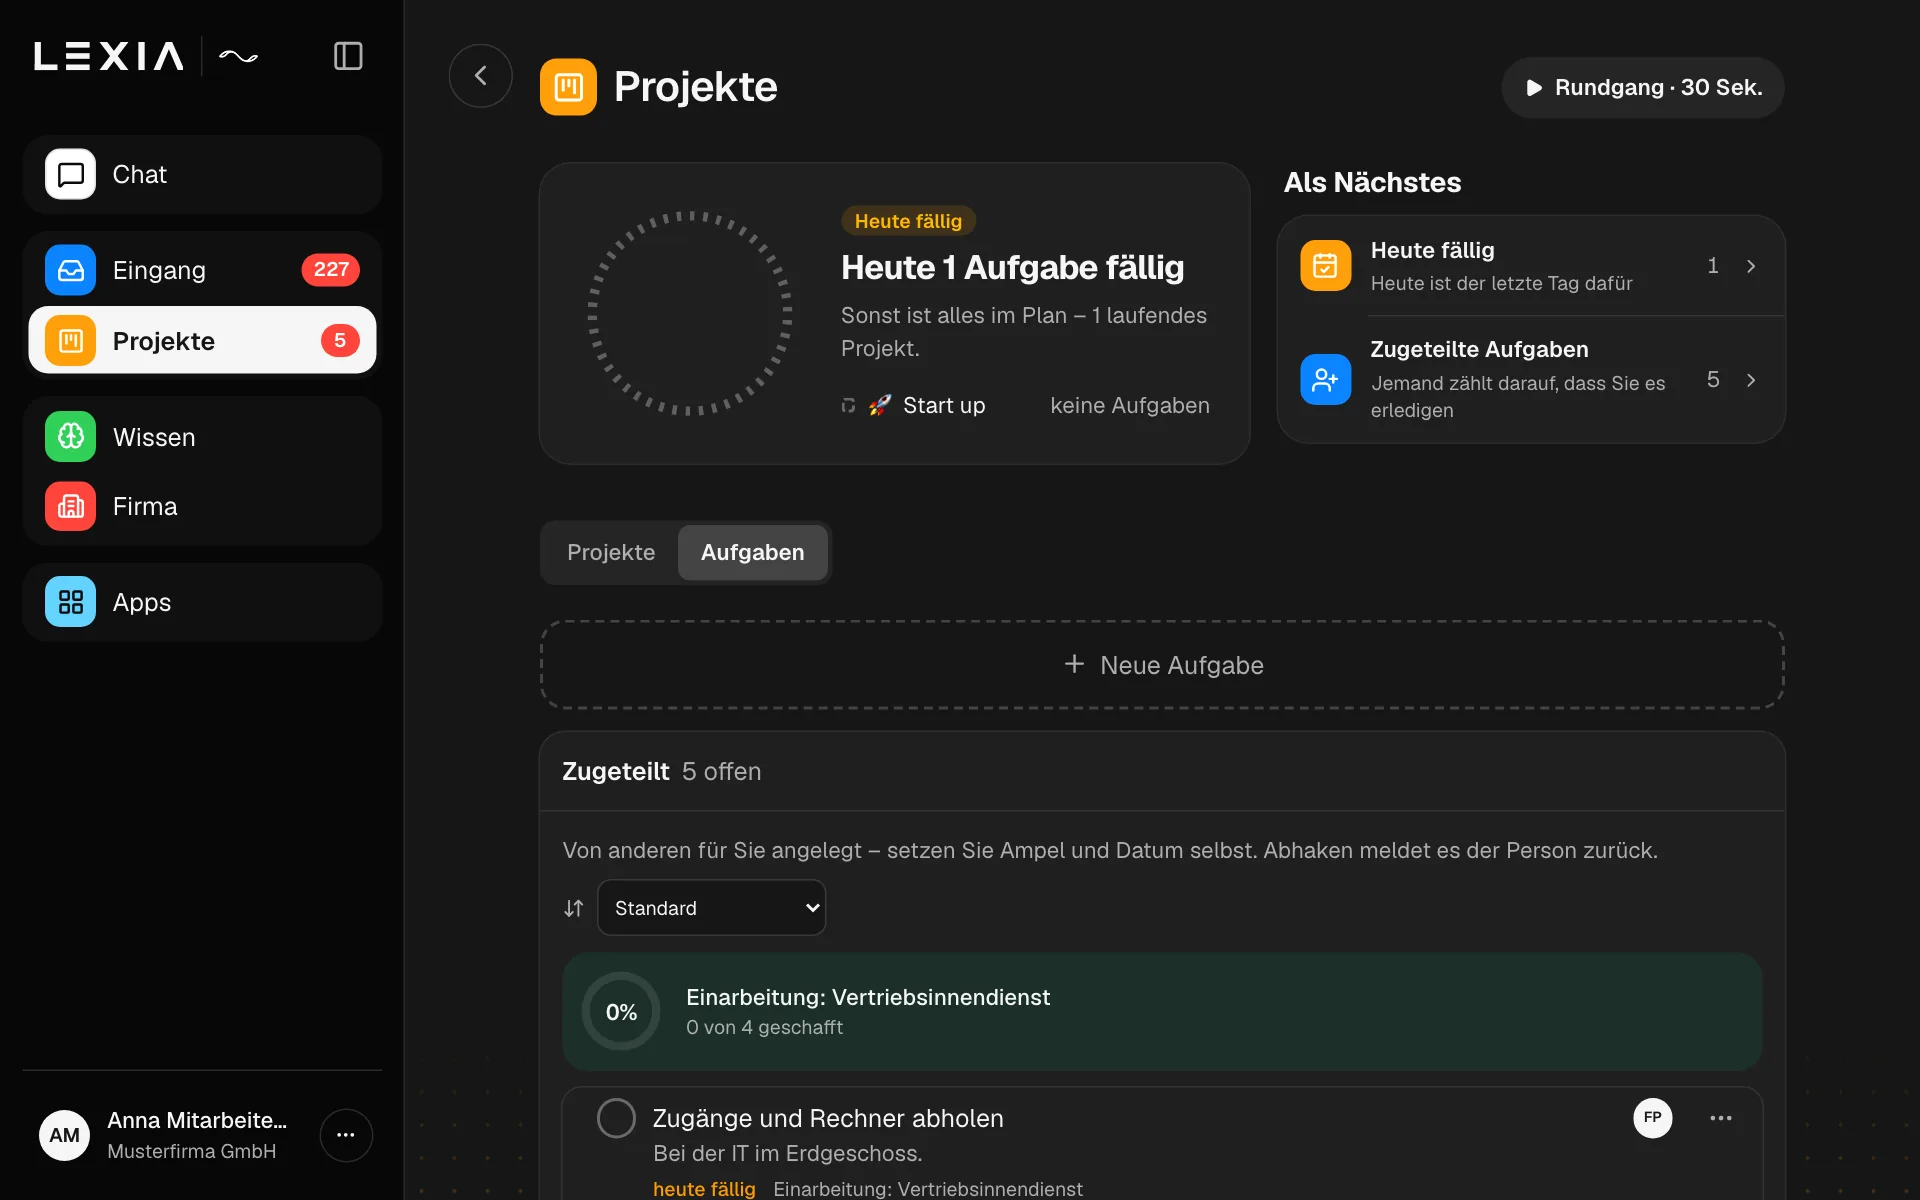 LEXIA
Chat
Eingang 227
Projekte 5
Wissen
Firma
Apps
AM
Anna Mitarbeite...
Musterfirma GmbH
Projekte
Rundgang · 30 Sek.
Heute fällig
Heute 1 Aufgabe fällig
Sonst ist alles im Plan – 1 laufendes
Projekt.
🚀 Start up keine Aufgaben
Als Nächstes
Heute fällig
Heute ist der letzte Tag dafür
1
Zugeteilte Aufgaben
Jemand zählt darauf, dass Sie es
erledigen
5
Projekte Aufgaben
+ Neue Aufgabe
Zugeteilt 5 offen
Von anderen für Sie angelegt – setzen Sie Ampel und Datum selbst. Abhaken meldet es der Person zurück.
Standard
0%
Einarbeitung: Vertriebsinnendienst
0 von 4 geschafft
Zugänge und Rechner abholen
FP
Bei der IT im Erdgeschoss.
heute fällig Einarbeitung: Vertriebsinnendienst